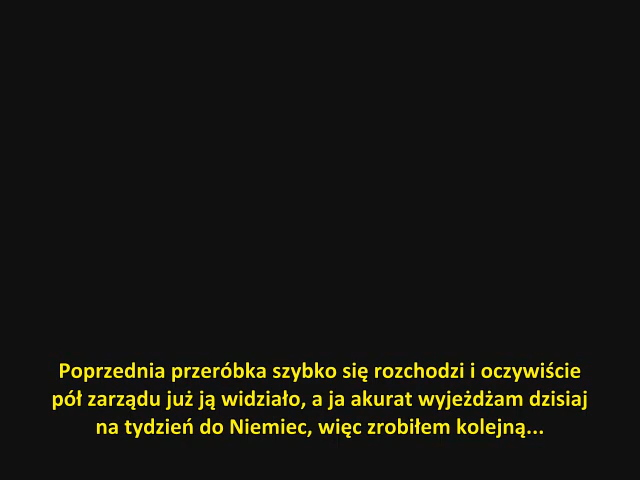 Poprzednia przeróbka szybko się rozchodzi i oczywiście
pół zarządu już ją widziało, a ja akurat wyjeżdżam dzisiaj
na tydzień do Niemiec, więc zrobiłem kolejną...